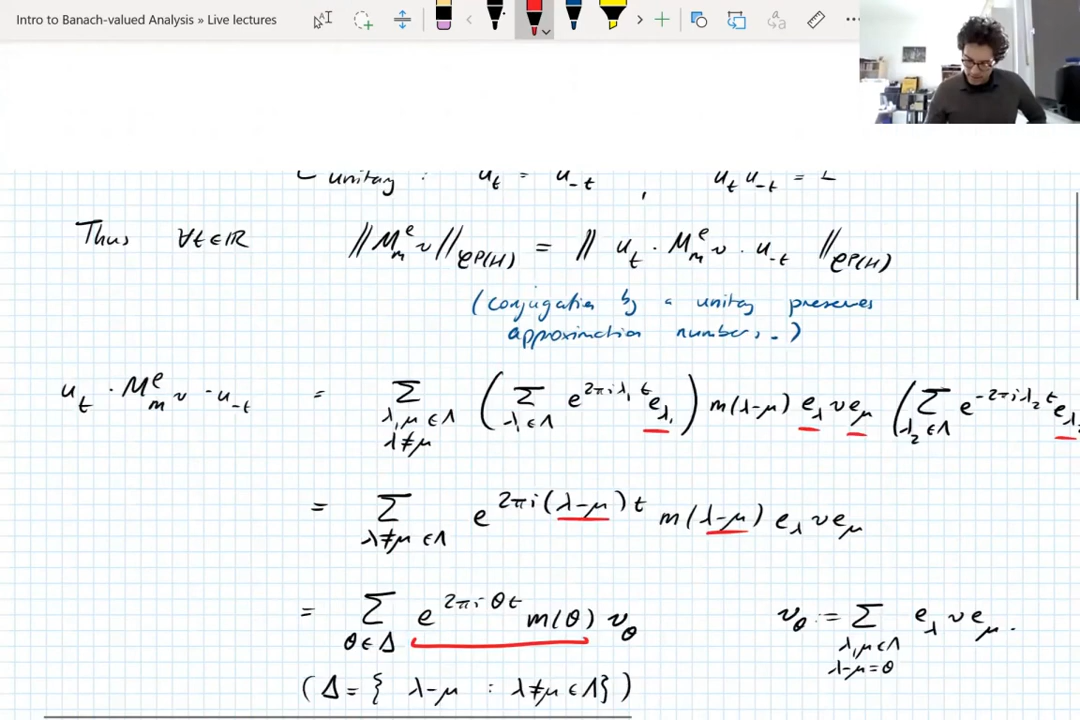 Intro to Banach-valued Analysis » Live lectures
unitary : u_t = u_{-t} , u_t u_{-t} = 1
Thus ∀t∈ℝ ‖M_m^e v‖_{𝒞^p(H)} = ‖ u_t · M_m^e v · u_{-t} ‖_{𝒞^p(H)}
(conjugation by a unitary preserves
approximation numbers..)
u_t · M_m^e v · u_{-t} = Σ_{λ,μ∈Λ, λ≠μ} ( Σ_{λ_1∈Λ} e^{2πiλ_1 t} e_{λ_1} ) m(λ-μ) e_λ v e_μ ( Σ_{λ_2∈Λ} e^{-2πiλ_2 t} e_{λ_2}
= Σ_{λ≠μ∈Λ} e^{2πi(λ-μ)t} m(λ-μ) e_λ v e_μ
= Σ_{θ∈Δ} e^{2πiθt} m(θ) v_θ v_θ := Σ_{λ,μ∈Λ, λ-μ=θ} e_λ v e_μ .
(Δ = { λ-μ : λ≠μ∈Λ})